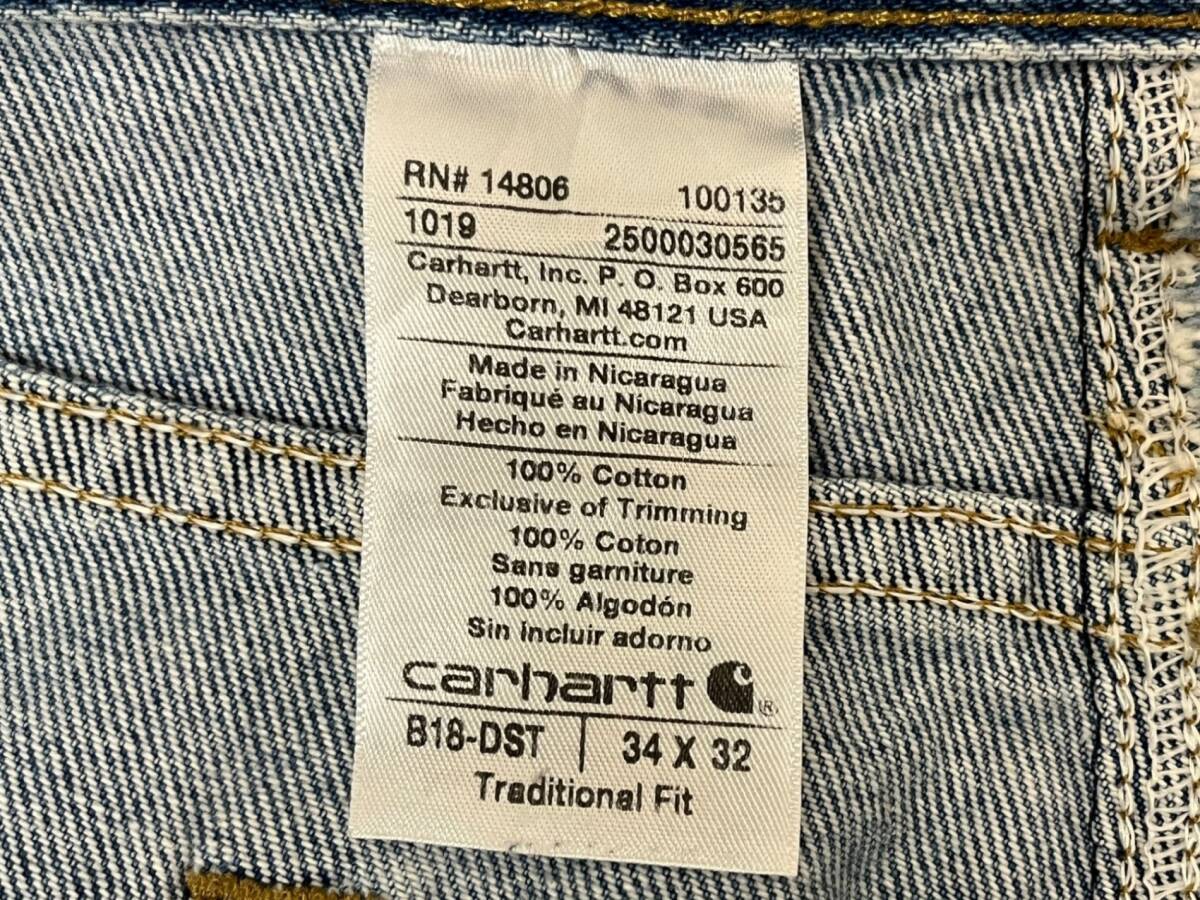 RN# 14806 100135
1019 2500030565
Carhartt, Inc. P. O. Box 600
Dearborn, MI 48121 USA
Carhartt.com
Made in Nicaragua
Fabriqué au Nicaragua
Hecho en Nicaragua
100% Cotton
Exclusive of Trimming
100% Coton
Sans garniture
100% Algodón
Sin incluir adorno
carhartt ®
B18-DST | 34 X 32
Traditional Fit